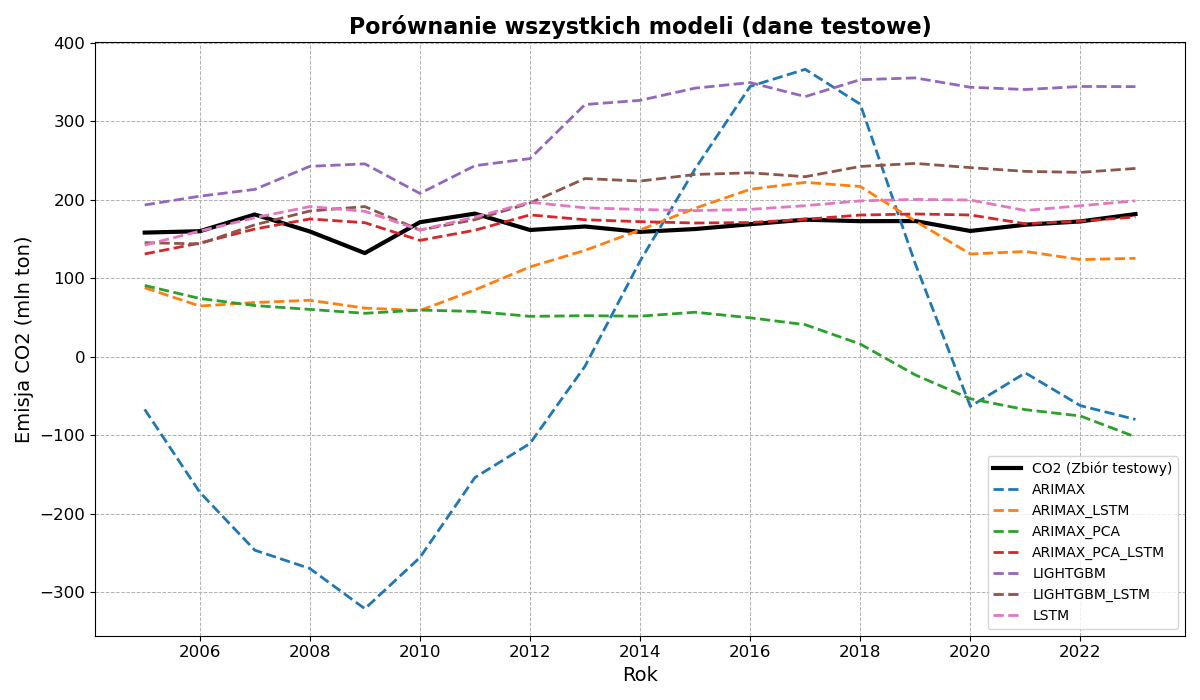 Porównanie wszystkich modeli (dane testowe)
400
300
200
100
0
−100
−200
−300
Emisja CO2 (mln ton)
2006 2008 2010 2012 2014 2016 2018 2020 2022
Rok
CO2 (Zbiór testowy)
ARIMAX
ARIMAX_LSTM
ARIMAX_PCA
ARIMAX_PCA_LSTM
LIGHTGBM
LIGHTGBM_LSTM
LSTM